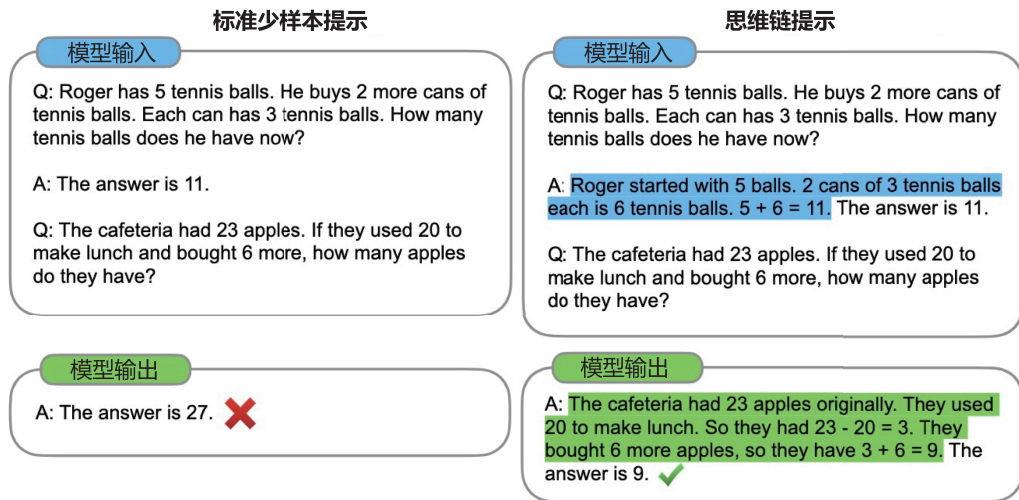 标准少样本提示
模型输入
Q: Roger has 5 tennis balls. He buys 2 more cans of
tennis balls. Each can has 3 tennis balls. How many
tennis balls does he have now?
A: The answer is 11.
Q: The cafeteria had 23 apples. If they used 20 to
make lunch and bought 6 more, how many apples
do they have?
模型输出
A: The answer is 27.
思维链提示
模型输入
Q: Roger has 5 tennis balls. He buys 2 more cans of
tennis balls. Each can has 3 tennis balls. How many
tennis balls does he have now?
A: Roger started with 5 balls. 2 cans of 3 tennis balls
each is 6 tennis balls. 5 + 6 = 11. The answer is 11.
Q: The cafeteria had 23 apples. If they used 20 to
make lunch and bought 6 more, how many apples
do they have?
模型输出
A: The cafeteria had 23 apples originally. They used
20 to make lunch. So they had 23 - 20 = 3. They
bought 6 more apples, so they have 3 + 6 = 9. The
answer is 9.